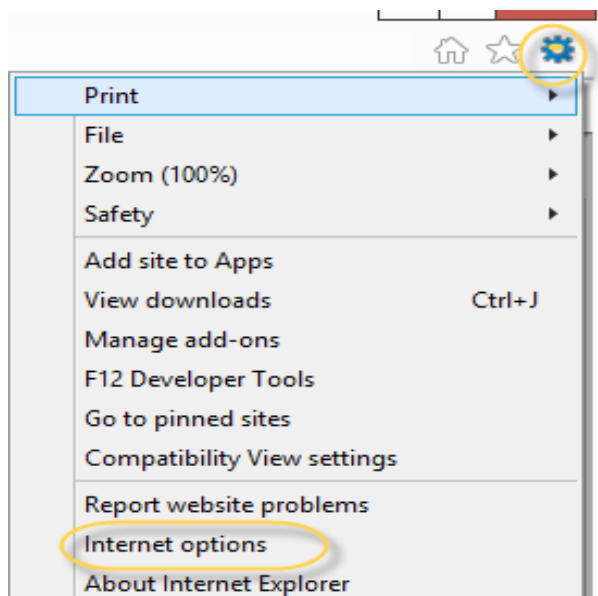 Print
File
Zoom (100%)
Safety
Add site to Apps
View downloads Ctrl+J
Manage add-ons
F12 Developer Tools
Go to pinned sites
Compatibility View settings
Report website problems
Internet options
About Internet Explorer